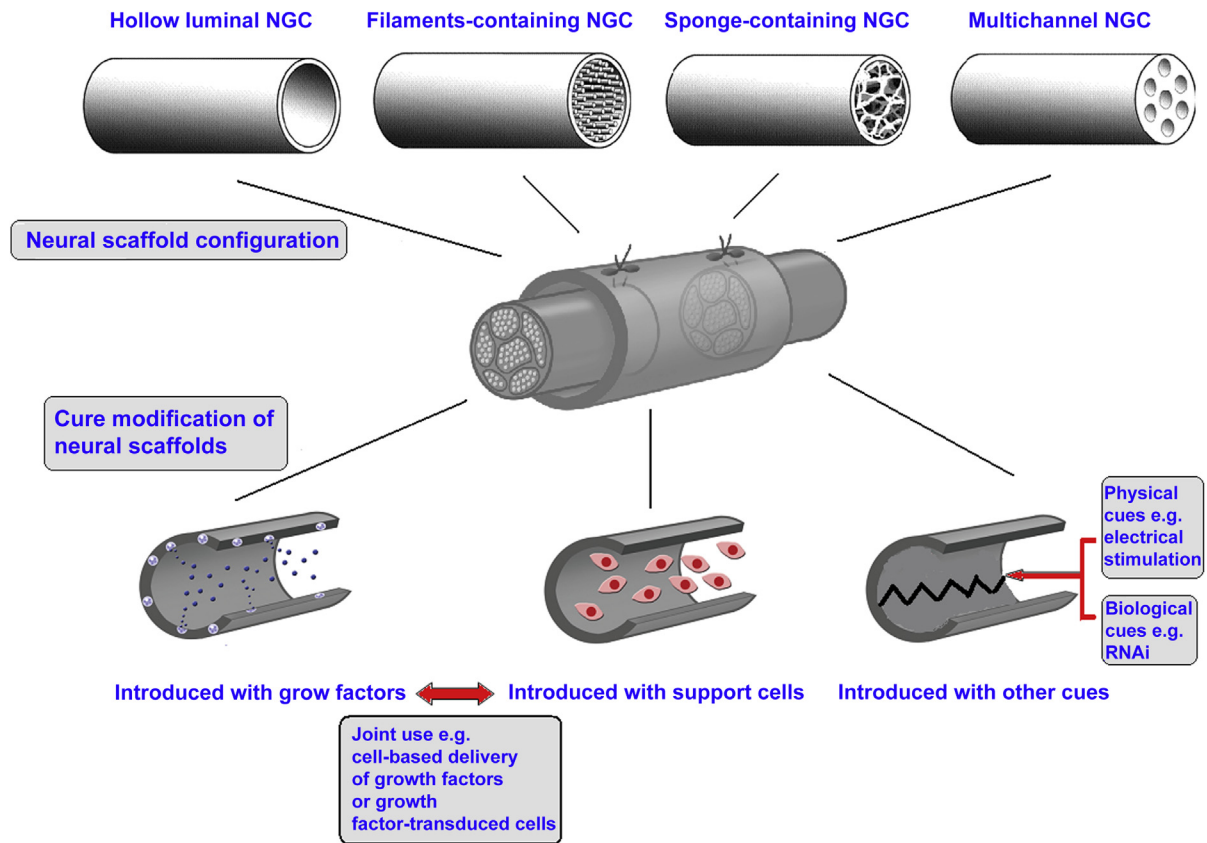 Hollow luminal NGC
Filaments-containing NGC
Sponge-containing NGC
Multichannel NGC
Neural scaffold configuration
Cure modification of
neural scaffolds
Physical
cues e.g.
electrical
stimulation
Biological
cues e.g.
RNAi
Introduced with grow factors
Introduced with support cells
Introduced with other cues
Joint use e.g.
cell-based delivery
of growth factors
or growth
factor-transduced cells